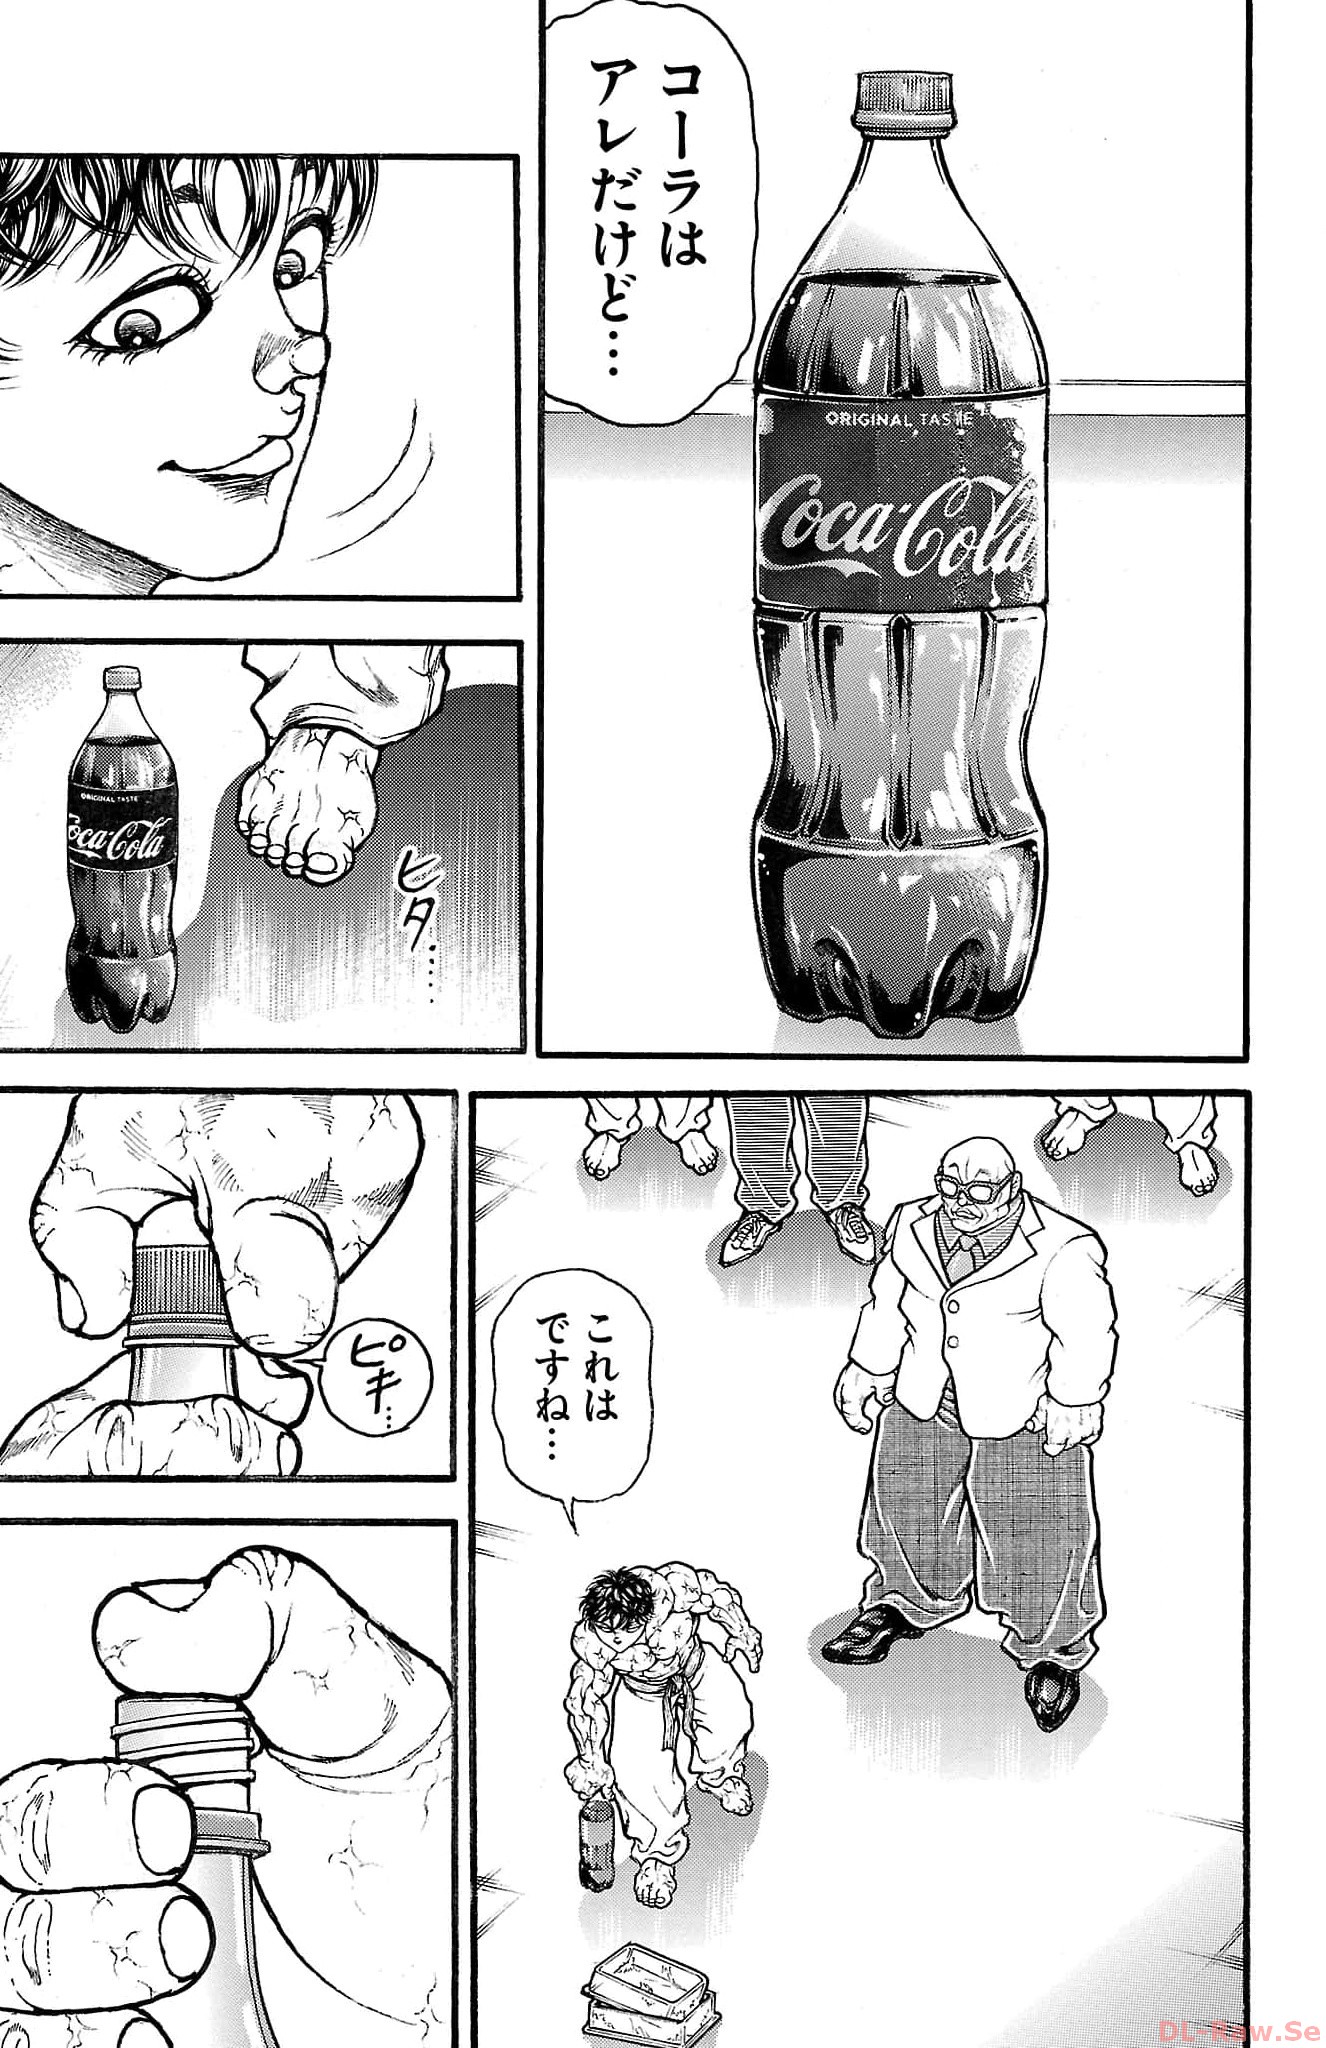 コーラは
アレだけど…
ORIGINAL TASTE
Coca-Cola
ORIGINAL TASTE
Coca-Cola
ヒタ……
これは
ですね…
ピキ…
DL-Raw.Se